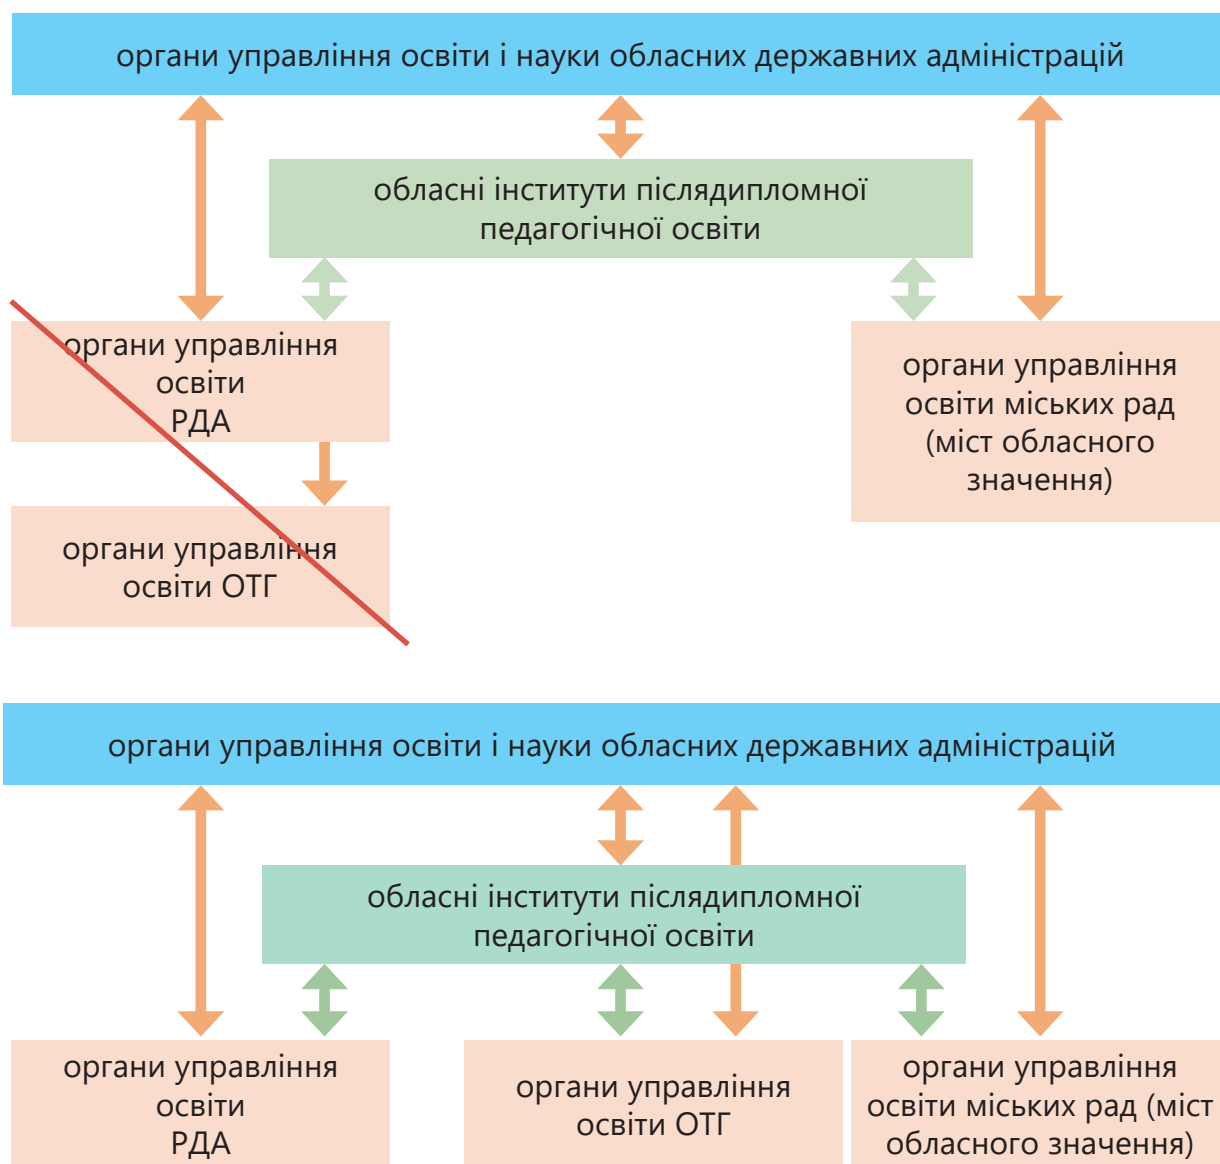 органи управління освіти і науки обласних державних адміністрацій
обласні інститути післядипломної
педагогічної освіти
органи управління
освіти
РДА
органи управління
освіти міських рад
(міст обласного
значення)
органи управління
освіти ОТГ
органи управління освіти і науки обласних державних адміністрацій
обласні інститути післядипломної
педагогічної освіти
органи управління
освіти
РДА
органи управління
освіти ОТГ
органи управління
освіти міських рад (міст
обласного значення)